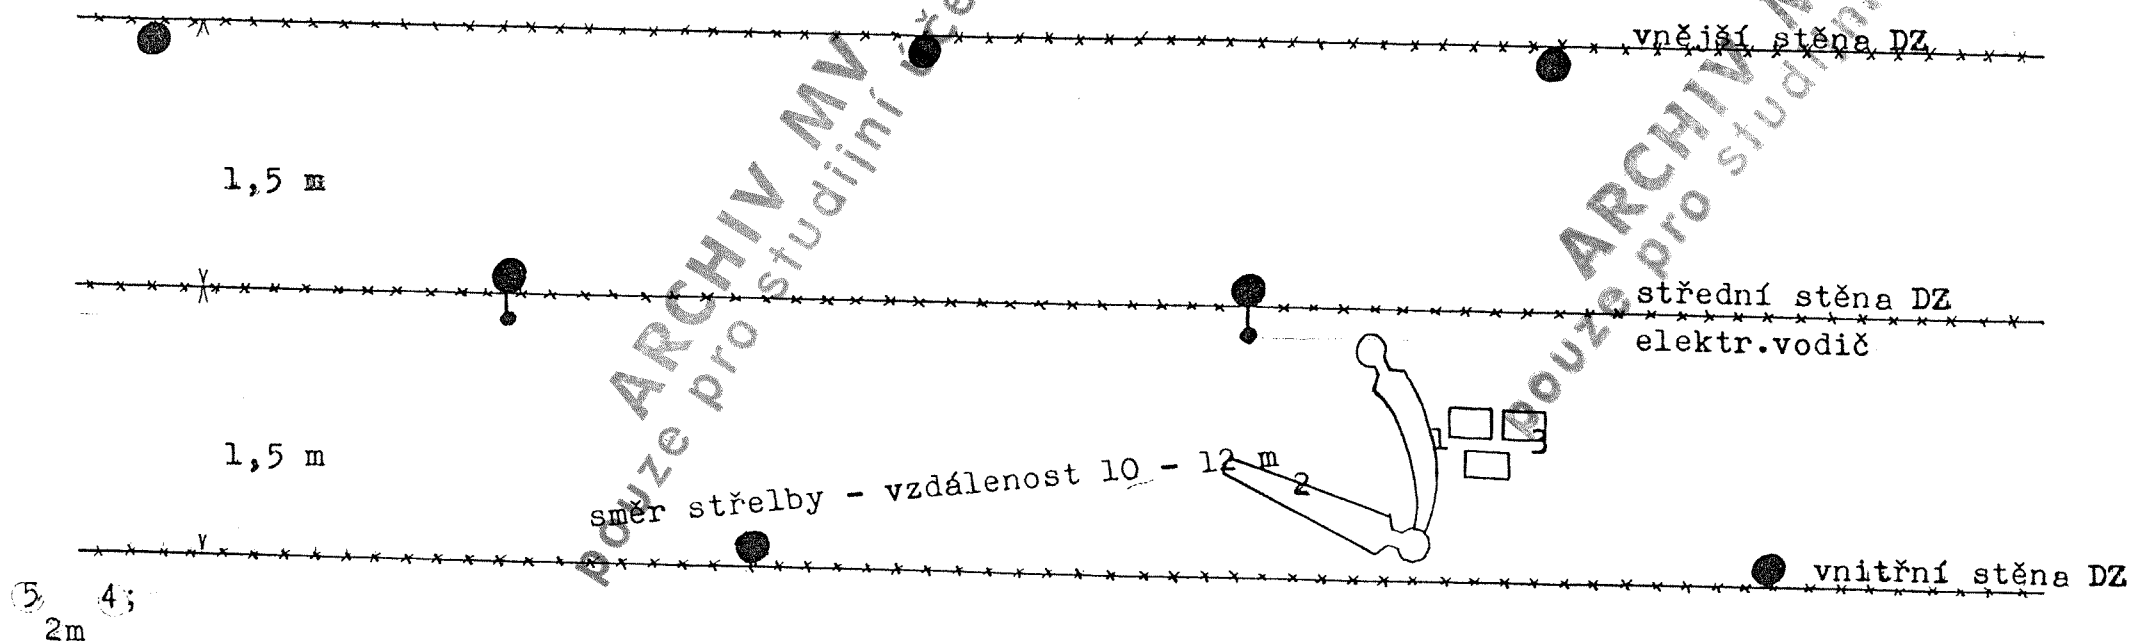 vnější stěna DZ
1,5 m
střední stěna DZ
elektr.vodič
1,5 m
směr střelby - vzdálenost 10 - 12 m
1
2
3
vnitřní stěna DZ
5 4;
2m
ARCHIV MV
pouze pro studijní úče
ARCHIV M
pouze pro studijní